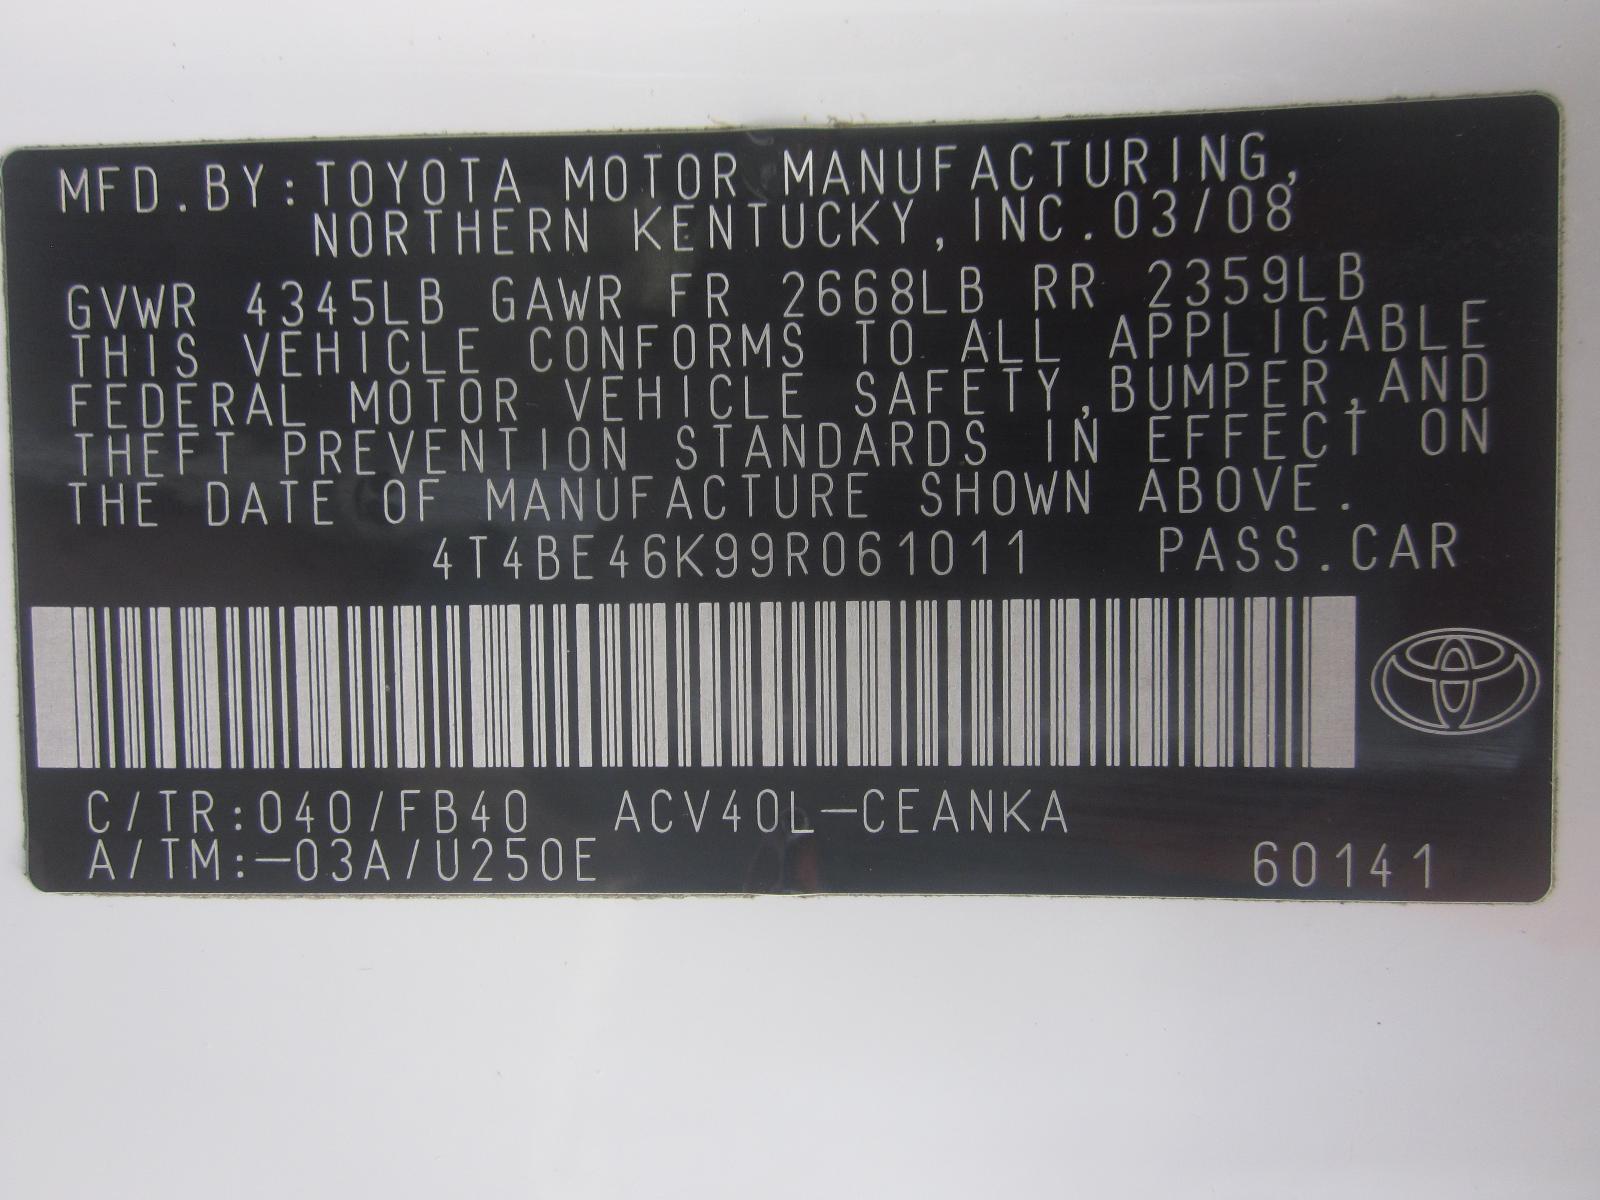 MFD.BY:TOYOTA MOTOR MANUFACTURING,
NORTHERN KENTUCKY,INC.03/08
GVWR 4345LB GAWR FR 2668LB RR 2359LB
THIS VEHICLE CONFORMS TO ALL APPLICABLE
FEDERAL MOTOR VEHICLE SAFETY,BUMPER,AND
THEFT PREVENTION STANDARDS IN EFFECT ON
THE DATE OF MANUFACTURE SHOWN ABOVE.
4T4BE46K99R061011 PASS.CAR
C/TR:040/FB40 ACV40L-CEANKA
A/TM:-03A/U250E 60141